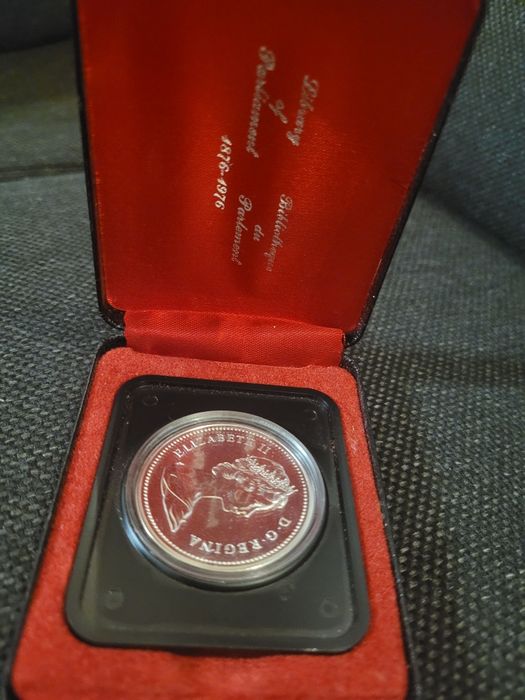 Library
of
Parliament
Bibliothèque
du
Parlement
1876-1976
ELIZABETH II
D·G·REGINA